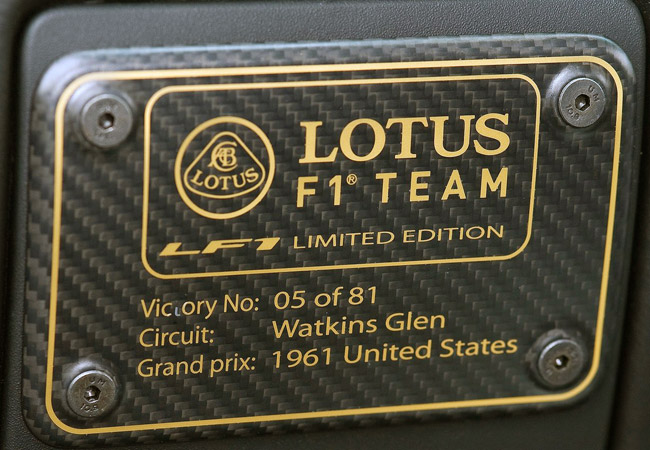 ACBC
LOTUS
LOTUS
F1® TEAM
LF1 LIMITED EDITION
Victory No: 05 of 81
Circuit: Watkins Glen
Grand prix: 1961 United States